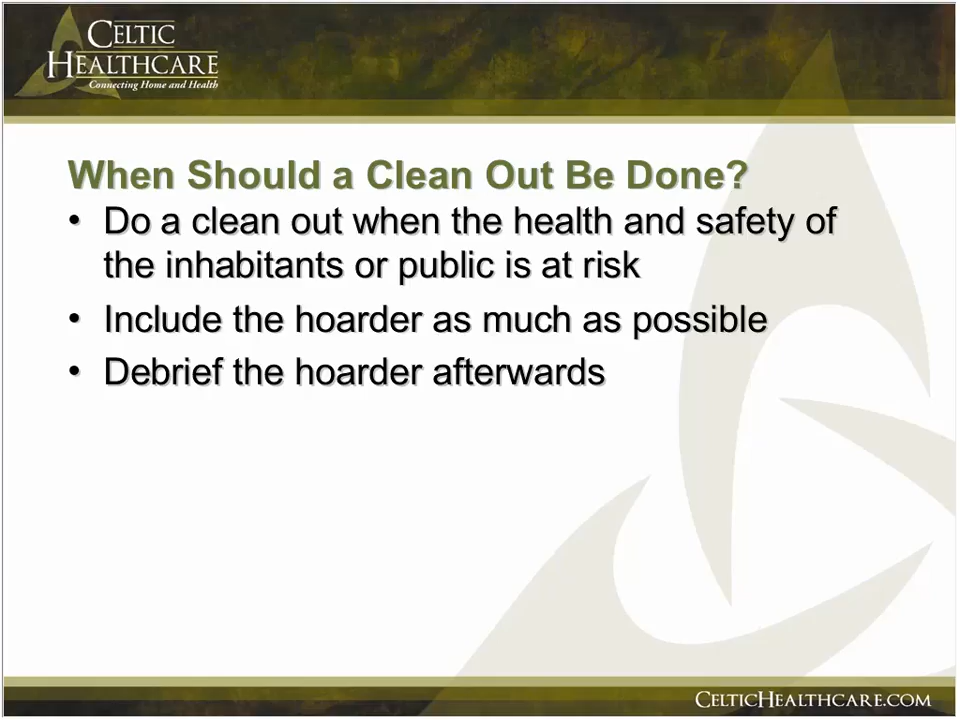 CELTIC
HEALTHCARE
Connecting Home and Health
When Should a Clean Out Be Done?
• Do a clean out when the health and safety of
the inhabitants or public is at risk
• Include the hoarder as much as possible
• Debrief the hoarder afterwards
CELTICHEALTHCARE.COM